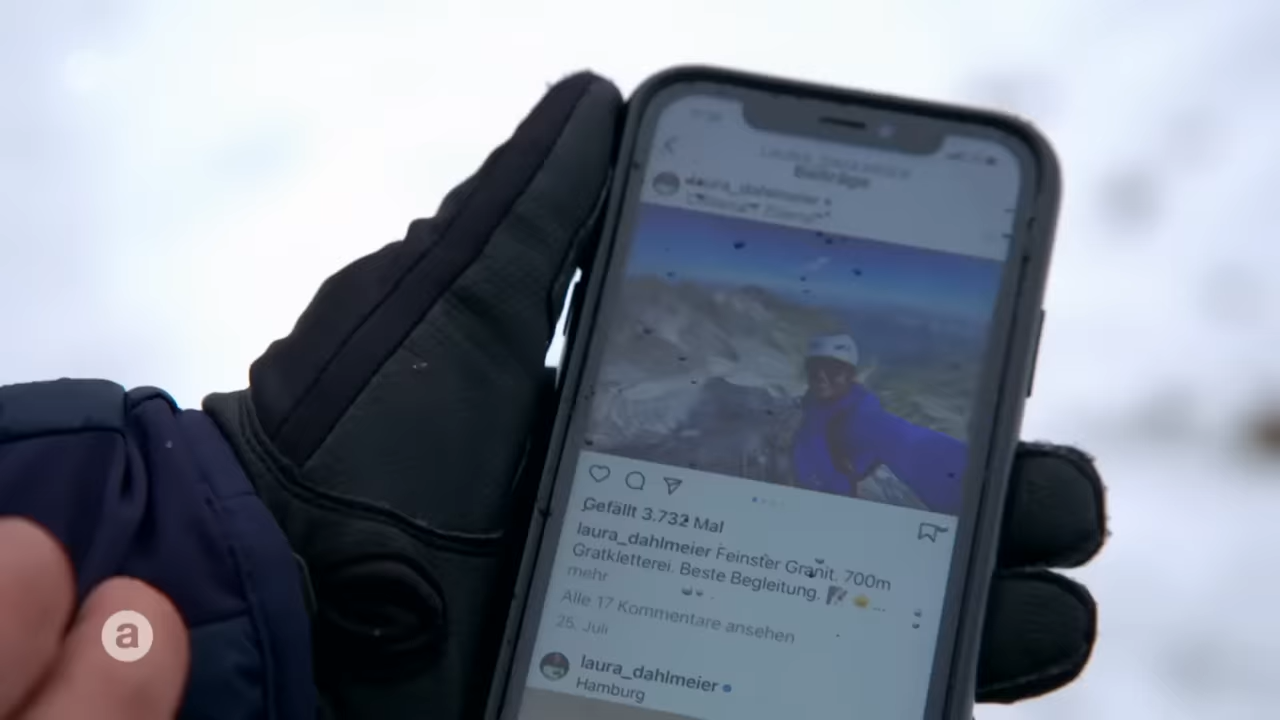 Beiträge
laura_dahlmeier
Gefällt 3.732 Mal
laura_dahlmeier Feinster Granit. 700m
Gratkletterei. Beste Begleitung. ...
mehr
Alle 17 Kommentare ansehen
25. Juli
laura_dahlmeier
Hamburg
a